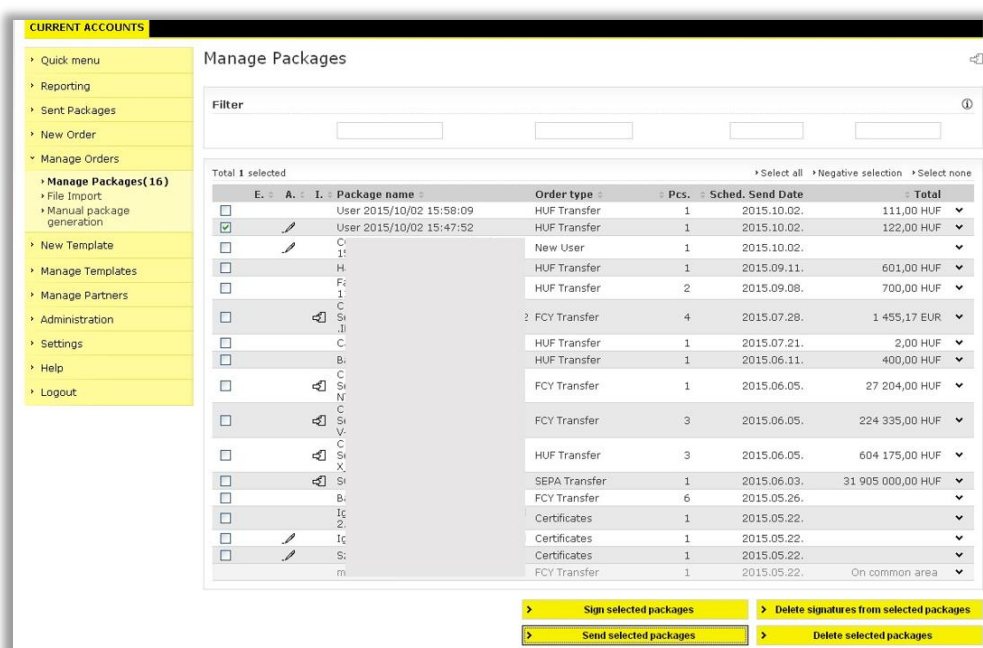 CURRENT ACCOUNTS
Quick menu
Reporting
Sent Packages
New Order
Manage Orders
Manage Packages(16)
File Import
Manual package
generation
New Template
Manage Templates
Manage Partners
Administration
Settings
Help
Logout
Manage Packages
Filter
Total 1 selected Select all Negative selection Select none
E. A. I. Package name Order type Pcs. Sched. Send Date Total
User 2015/10/02 15:58:09 HUF Transfer 1 2015.10.02. 111,00 HUF
User 2015/10/02 15:47:52 HUF Transfer 1 2015.10.02. 122,00 HUF
New User 1 2015.10.02.
HUF Transfer 1 2015.09.11. 601,00 HUF
HUF Transfer 2 2015.09.08. 700,00 HUF
2 FCY Transfer 4 2015.07.28. 1 455,17 EUR
HUF Transfer 1 2015.07.21. 2,00 HUF
HUF Transfer 1 2015.06.11. 400,00 HUF
FCY Transfer 1 2015.06.05. 27 204,00 HUF
FCY Transfer 3 2015.06.05. 224 335,00 HUF
HUF Transfer 3 2015.06.05. 604 175,00 HUF
SEPA Transfer 1 2015.06.03. 31 905 000,00 HUF
FCY Transfer 6 2015.05.26.
Certificates 1 2015.05.22.
Certificates 1 2015.05.22.
Certificates 1 2015.05.22.
FCY Transfer 1 2015.05.22. On common area
Sign selected packages Delete signatures from selected packages
Send selected packages Delete selected packages